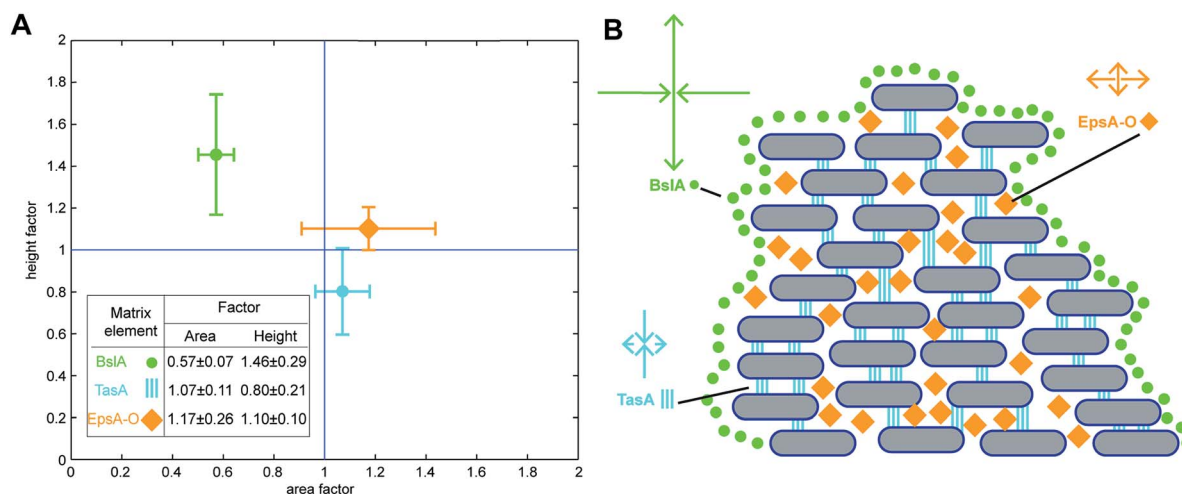 A
B
2
1.8
1.6
1.4
1.2
1
0.8
0.6
0.4
0.2
0
height factor
0 0.2 0.4 0.6 0.8 1 1.2 1.4 1.6 1.8 2
area factor
Matrix element Factor
Area Height
BslA 0.57±0.07 1.46±0.29
TasA 1.07±0.11 0.80±0.21
EpsA-O 1.17±0.26 1.10±0.10
EpsA-O
BslA
TasA